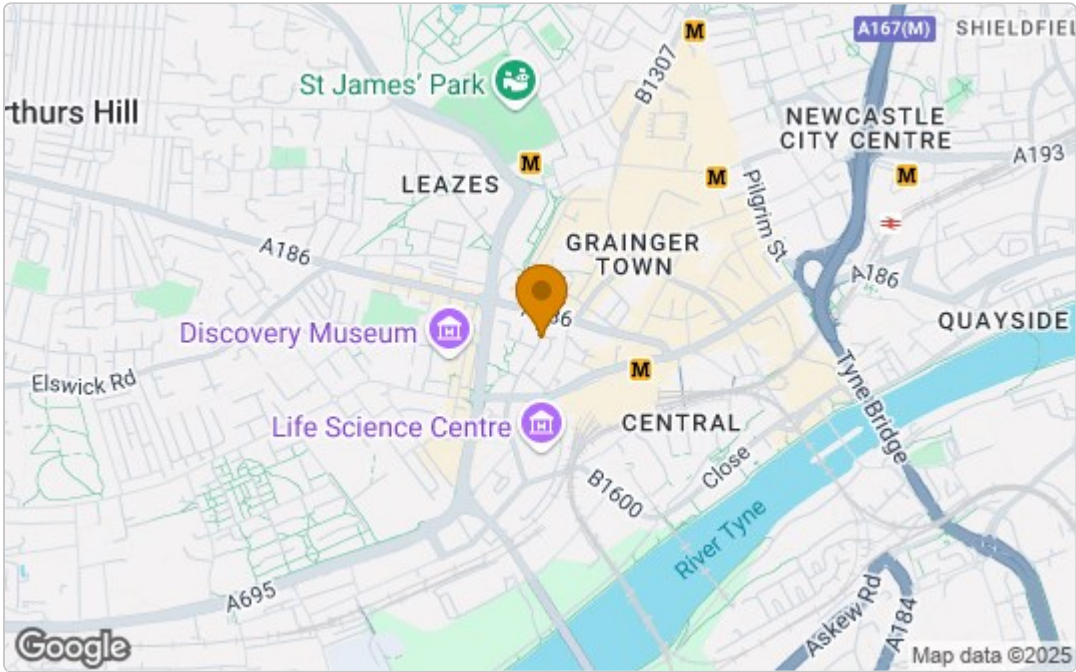 A167(M)
SHIELDFIEL
M
B1307
St James' Park
rthurs Hill
NEWCASTLE
CITY CENTRE
M
M
M
A193
LEAZES
Pilgrim St
A186
GRAINGER
TOWN
A186
QUAYSIDE
Discovery Museum
Elswick Rd
M
Tyne Bridge
Life Science Centre
CENTRAL
Close
B1600
River Tyne
A695
Askew Rd
A184
Google
Map data ©2025